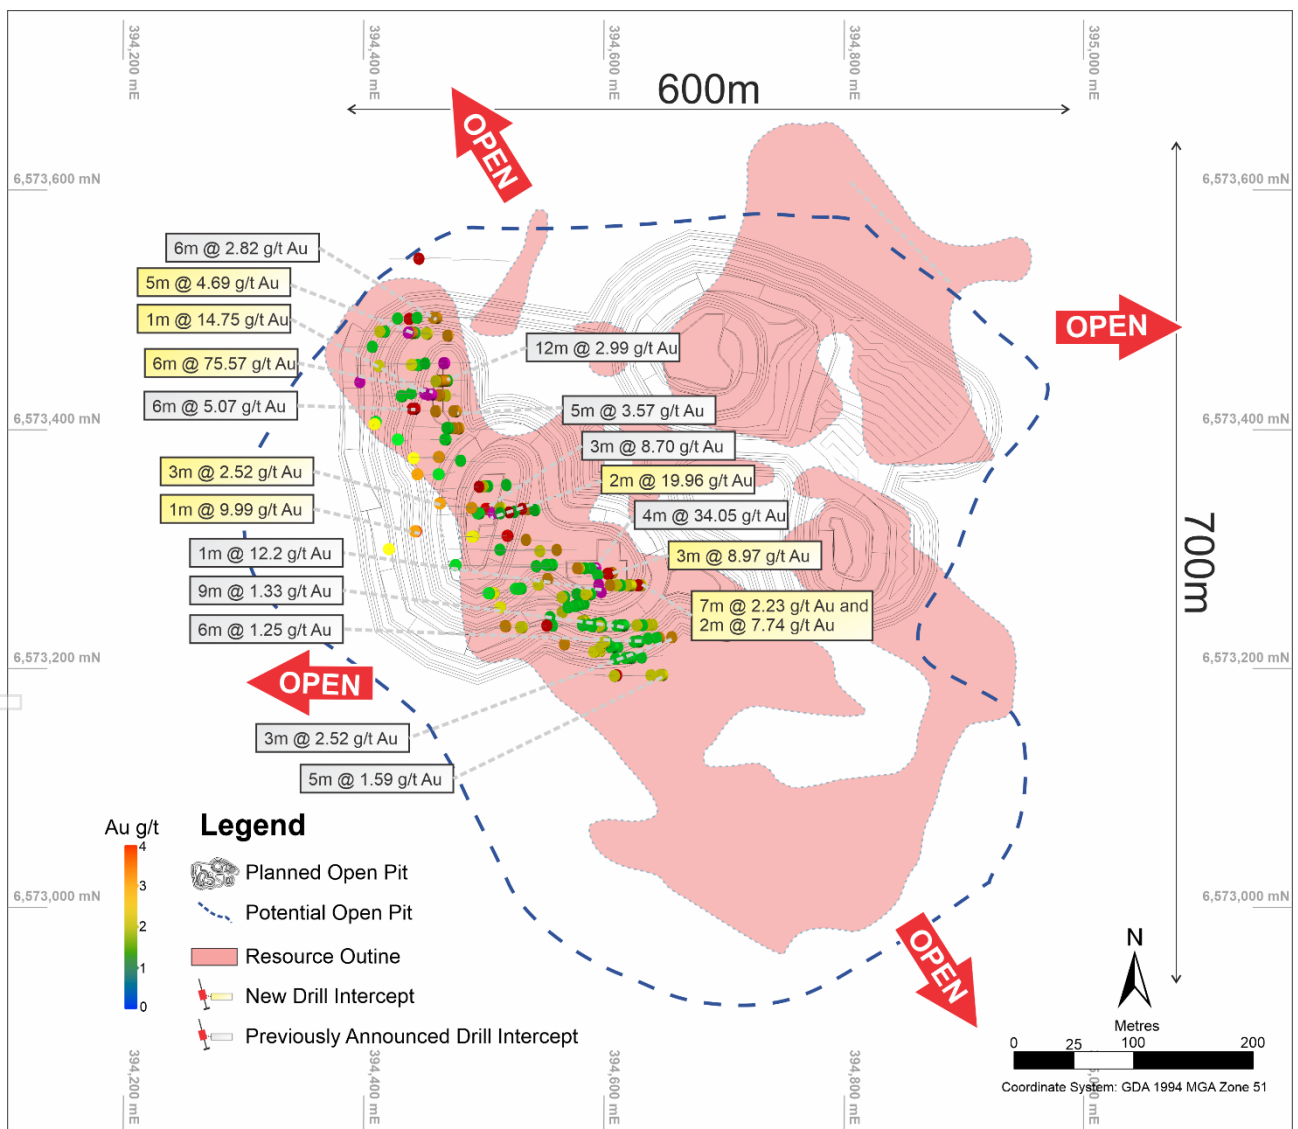 394,200 mE
394,400 mE
394,600 mE
394,800 mE
395,000 mE
600m
OPEN
6,573,600 mN
6,573,600 mN
6m @ 2.82 g/t Au
5m @ 4.69 g/t Au
1m @ 14.75 g/t Au
OPEN
12m @ 2.99 g/t Au
6m @ 75.57 g/t Au
6m @ 5.07 g/t Au
5m @ 3.57 g/t Au
6,573,400 mN
6,573,400 mN
3m @ 8.70 g/t Au
3m @ 2.52 g/t Au
2m @ 19.96 g/t Au
1m @ 9.99 g/t Au
4m @ 34.05 g/t Au
700m
1m @ 12.2 g/t Au
3m @ 8.97 g/t Au
9m @ 1.33 g/t Au
7m @ 2.23 g/t Au and
2m @ 7.74 g/t Au
6m @ 1.25 g/t Au
6,573,200 mN
6,573,200 mN
OPEN
3m @ 2.52 g/t Au
5m @ 1.59 g/t Au
Au g/t
4
3
2
1
0
Legend
Planned Open Pit
Potential Open Pit
Resource Outine
New Drill Intercept
Previously Announced Drill Intercept
6,573,000 mN
6,573,000 mN
OPEN
N
Metres
0 25 100 200
Coordinate System: GDA 1994 MGA Zone 51
394,200 mE
394,400 mE
394,600 mE
394,800 mE